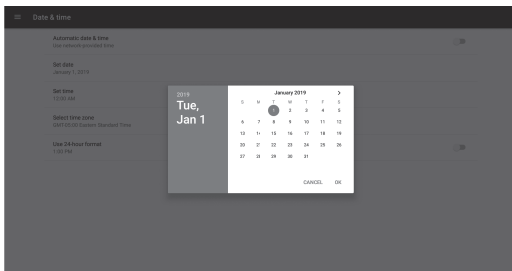 Date & time
Automatic date & time
Use network-provided time
Set date
January 1, 2019
Set time
12:00 AM
Select time zone
GMT-05:00 Eastern Standard Time
Use 24-hour format
1:00 PM
2019
Tue,
Jan 1
January 2019
S M T W T F S
1 2 3 4 5
6 7 8 9 10 11 12
13 15 16 17 18 19
20 22 23 24 25 26
27 28 29 30 31
CANCEL OK